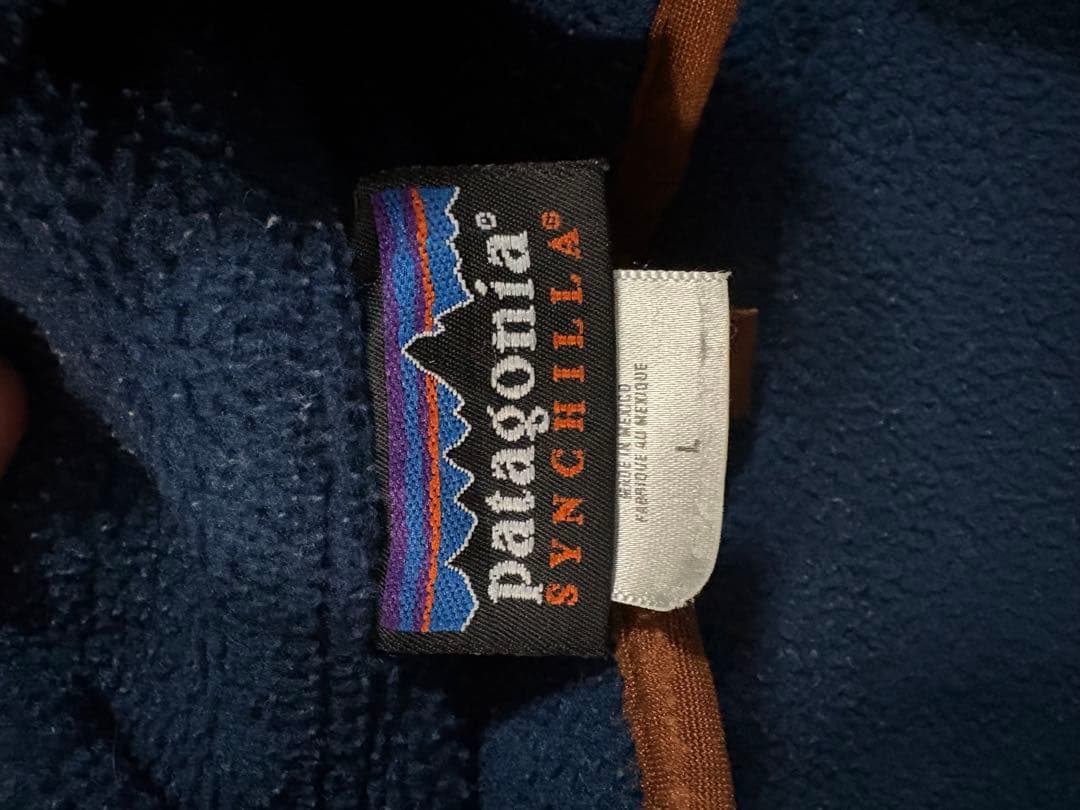 patagonia®
SYNCHILLA®
MADE IN MEXICO
FABRIQUE AU MEXIQUE
L